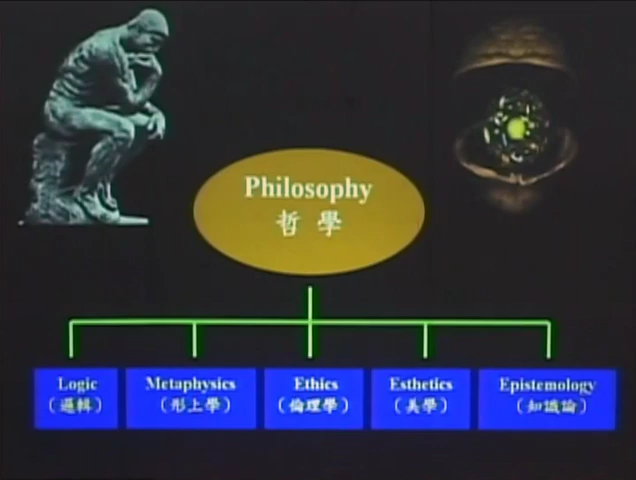 Philosophy
哲 學
Logic
(邏輯)
Metaphysics
(形上學)
Ethics
(倫理學)
Esthetics
(美學)
Epistemology
(知識論)